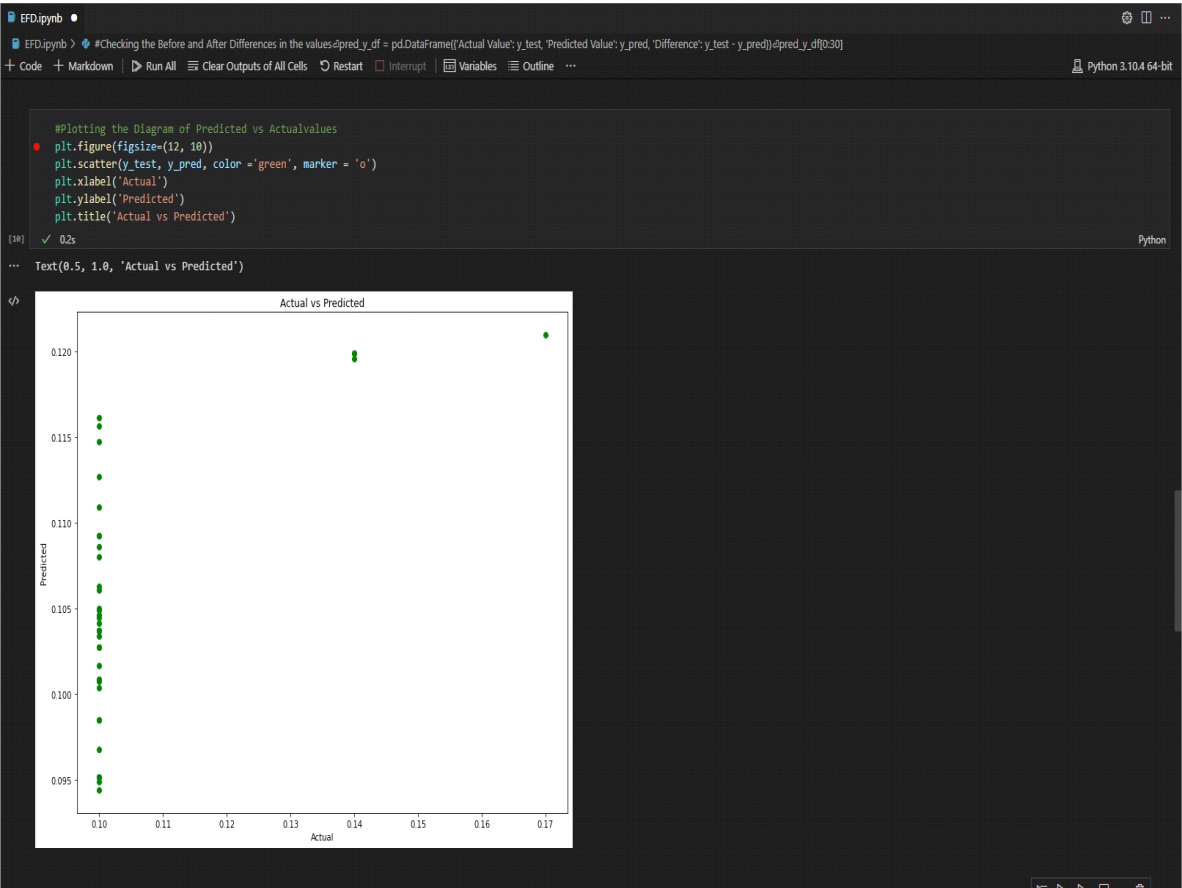 EFD.ipynb ●
EFD.ipynb > #Checking the Before and After Differences in the values⏎pred_y_df = pd.DataFrame({'Actual Value': y_test, 'Predicted Value': y_pred, 'Difference': y_test - y_pred})⏎pred_y_df[0:30]
+ Code + Markdown | Run All Clear Outputs of All Cells Restart Interrupt | Variables Outline ··· Python 3.10.4 64-bit
#Plotting the Diagram of Predicted vs Actualvalues
plt.figure(figsize=(12, 10))
plt.scatter(y_test, y_pred, color ='green', marker = 'o')
plt.xlabel('Actual')
plt.ylabel('Predicted')
plt.title('Actual vs Predicted')
[10] ✓ 0.2s Python
··· Text(0.5, 1.0, 'Actual vs Predicted')
Actual vs Predicted
0.120
0.115
0.110
Predicted
0.105
0.100
0.095
0.10 0.11 0.12 0.13 0.14 0.15 0.16 0.17
Actual